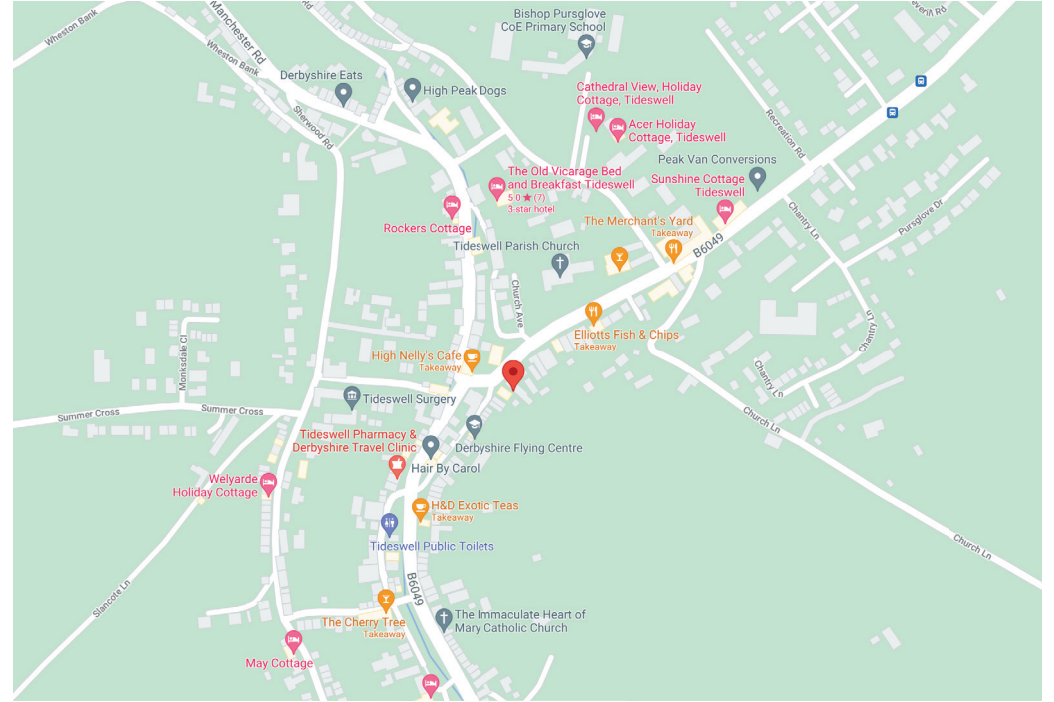 Bishop Pursglove
CoE Primary School
Wheston Bank
Manchester Rd
Wheston Bank
Derbyshire Eats
High Peak Dogs
Cathedral View, Holiday
Cottage, Tideswell
Acer Holiday
Cottage, Tideswell
Recreation Rd
Sherwood Rd
Peak Van Conversions
The Old Vicarage Bed
and Breakfast Tideswell
5.0 ★ (7)
3-star hotel
Sunshine Cottage
Tideswell
Rockers Cottage
The Merchant's Yard
Takeaway
Chantry Ln
Pursglove Dr
Tideswell Parish Church
B6049
Church Ave
Elliotts Fish & Chips
Takeaway
Chantry Ln
Monksdale Cl
High Nelly's Cafe
Takeaway
Chantry Ln
Tideswell Surgery
Summer Cross
Summer Cross
Church Ln
Tideswell Pharmacy &
Derbyshire Travel Clinic
Derbyshire Flying Centre
Hair By Carol
Welyarde
Holiday Cottage
H&D Exotic Teas
Takeaway
Tideswell Public Toilets
Church Ln
Slancote Ln
B6049
The Cherry Tree
Takeaway
The Immaculate Heart of
Mary Catholic Church
May Cottage